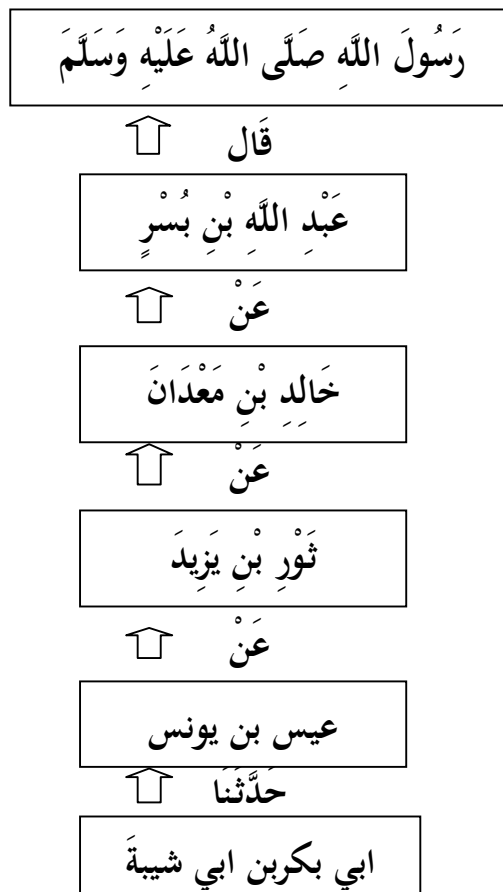 رَسُولَ اللَّهِ صَلَّى اللَّهُ عَلَيْهِ وَسَلَّمَ
قَال
عَبْدِ اللَّهِ بْنِ بُسْرٍ
عَنْ
خَالِدِ بْنِ مَعْدَانَ
عَنْ
ثَوْرِ بْنِ يَزِيدَ
عَنْ
عيس بن يونس
حَدَّثَنَا
ابي بكربن ابي شيبةَ